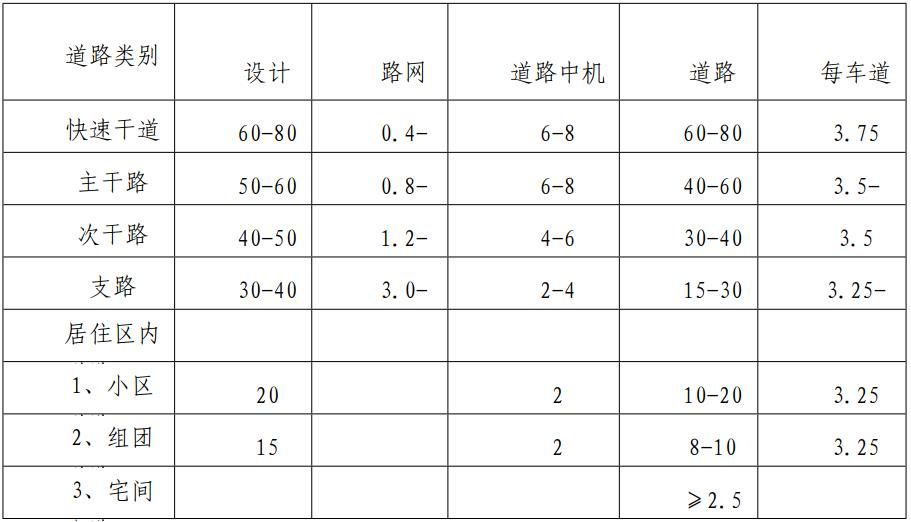 道路类别 设计 路网 道路中机 道路 每车道
快速干道 60-80 0.4- 6-8 60-80 3.75
主干路 50-60 0.8- 6-8 40-60 3.5-
次干路 40-50 1.2- 4-6 30-40 3.5
支路 30-40 3.0- 2-4 15-30 3.25-
居住区内
1、小区 20 2 10-20 3.25
2、组团 15 2 8-10 3.25
3、宅间 ⩾2.5